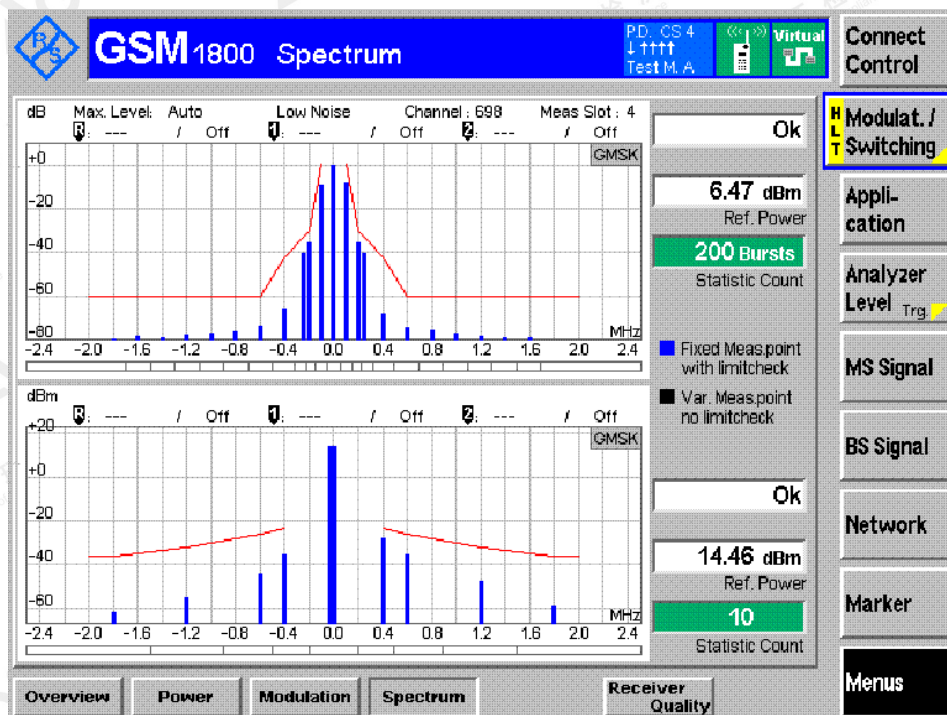 R/S
GSM 1800 Spectrum
P.D. CS 4
↓↑↑↑↑
Test M. A
Virtual
Connect
Control
dB Max. Level: Auto Low Noise Channel : 698 Meas Slot : 4
R : --- / Off 1 : --- / Off 2 : --- / Off
GMSK
+0
-20
-40
-60
-80
MHz
-2.4 -2.0 -1.6 -1.2 -0.8 -0.4 0.0 0.4 0.8 1.2 1.6 2.0 2.4
Ok
6.47 dBm
Ref. Power
200 Bursts
Statistic Count
Fixed Meas.point
with limitcheck
Var. Meas.point
no limitcheck
dBm
R : --- / Off 1 : --- / Off 2 : --- / Off
GMSK
+20
+0
-20
-40
-60
MHz
-2.4 -2.0 -1.6 -1.2 -0.8 -0.4 0.0 0.4 0.8 1.2 1.6 2.0 2.4
Ok
14.46 dBm
Ref. Power
10
Statistic Count
HLT
Modulat. /
Switching
Appli-
cation
Analyzer
Level Trg.
MS Signal
BS Signal
Network
Marker
Menus
Overview Power Modulation Spectrum Receiver
Quality